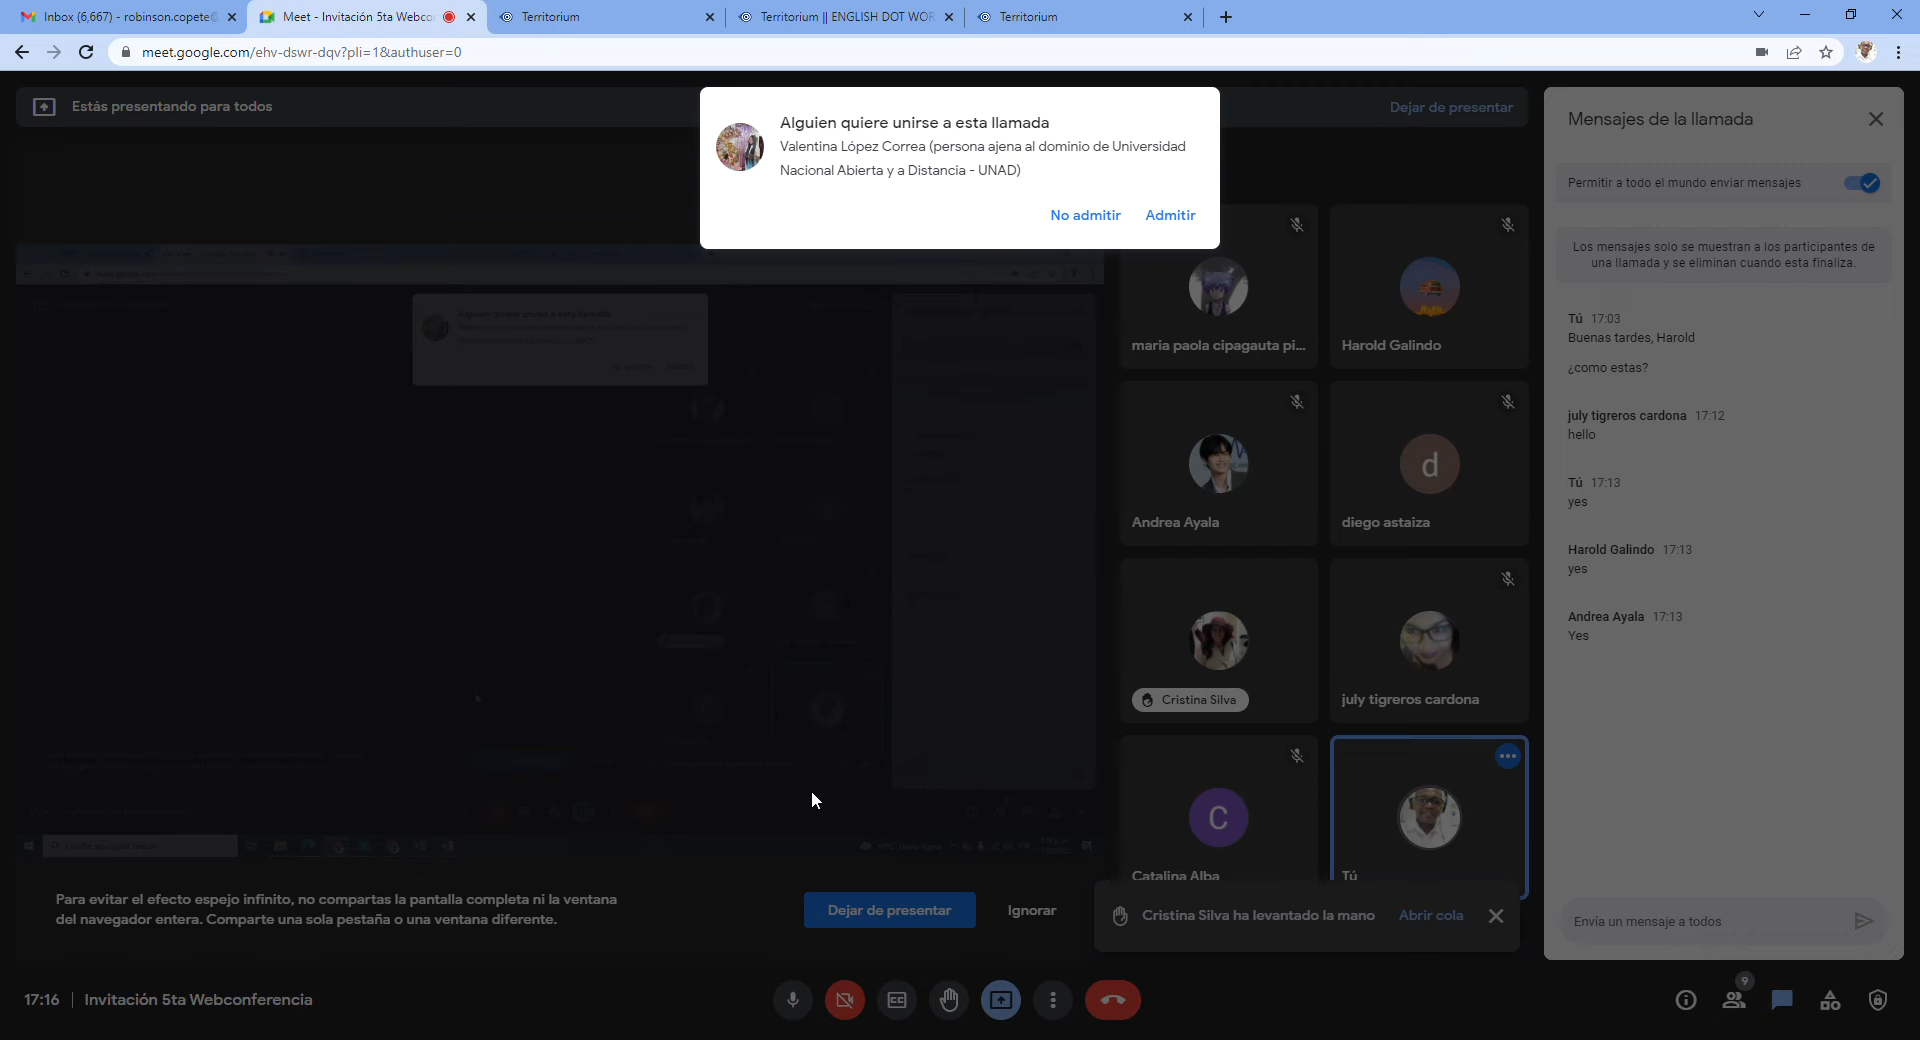 Inbox (6,667) - robinson.copete@
Meet - Invitación 5ta Webco
Territorium
Territorium || ENGLISH DOT WOR
Territorium
meet.google.com/ehv-dswr-dqv?pli=1&authuser=0
Estás presentando para todos
Dejar de presentar
Alguien quiere unirse a esta llamada
Valentina López Correa (persona ajena al dominio de Universidad
Nacional Abierta y a Distancia - UNAD)
No admitir
Admitir
maria paola cipagauta pi...
Harold Galindo
Andrea Ayala
d
diego astaiza
Cristina Silva
july tigreros cardona
C
Catalina Alba
Tú
Mensajes de la llamada
Permitir a todo el mundo enviar mensajes
Los mensajes solo se muestran a los participantes de
una llamada y se eliminan cuando esta finaliza.
Tú 17:03
Buenas tardes, Harold
¿como estas?
july tigreros cardona 17:12
hello
Tú 17:13
yes
Harold Galindo 17:13
yes
Andrea Ayala 17:13
Yes
Envía un mensaje a todos
Para evitar el efecto espejo infinito, no compartas la pantalla completa ni la ventana
del navegador entera. Comparte una sola pestaña o una ventana diferente.
Dejar de presentar
Ignorar
Cristina Silva ha levantado la mano
Abrir cola
17:16 | Invitación 5ta Webconferencia
9